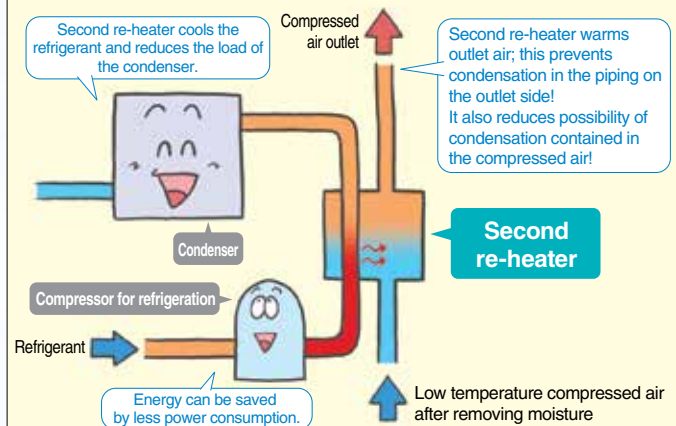 Second re-heater cools the
refrigerant and reduces the load of
the condenser.
Compressed
air outlet
Second re-heater warms
outlet air; this prevents
condensation in the piping on
the outlet side!
It also reduces possibility of
condensation contained in
the compressed air!
Condenser
Second
re-heater
Compressor for refrigeration
Refrigerant
Energy can be saved
by less power consumption.
Low temperature compressed air
after removing moisture